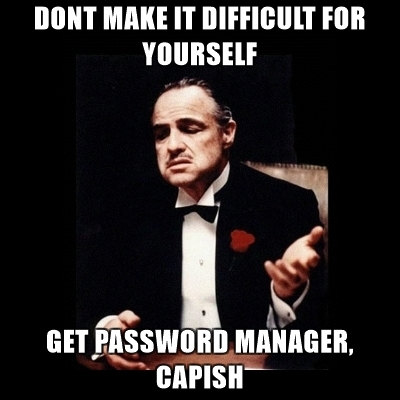 DONT MAKE IT DIFFICULT FOR
YOURSELF
GET PASSWORD MANAGER,
CAPISH